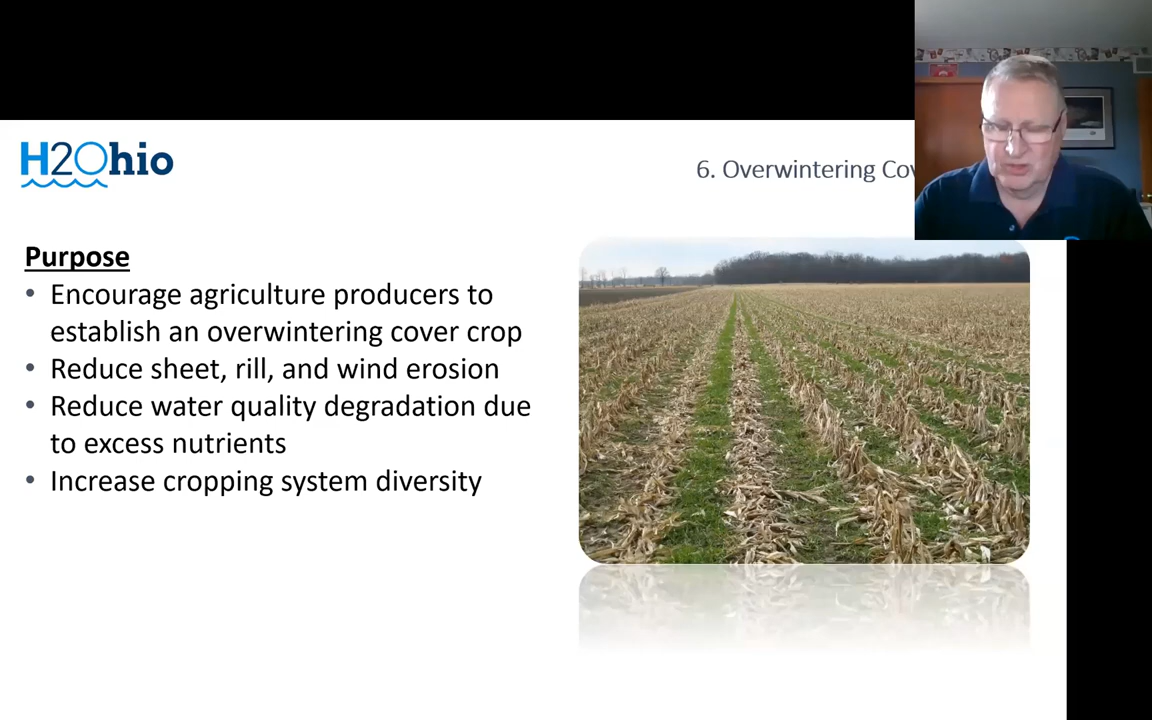 H2Ohio
6. Overwintering
Purpose
• Encourage agriculture producers to
establish an overwintering cover crop
• Reduce sheet, rill, and wind erosion
• Reduce water quality degradation due
to excess nutrients
• Increase cropping system diversity